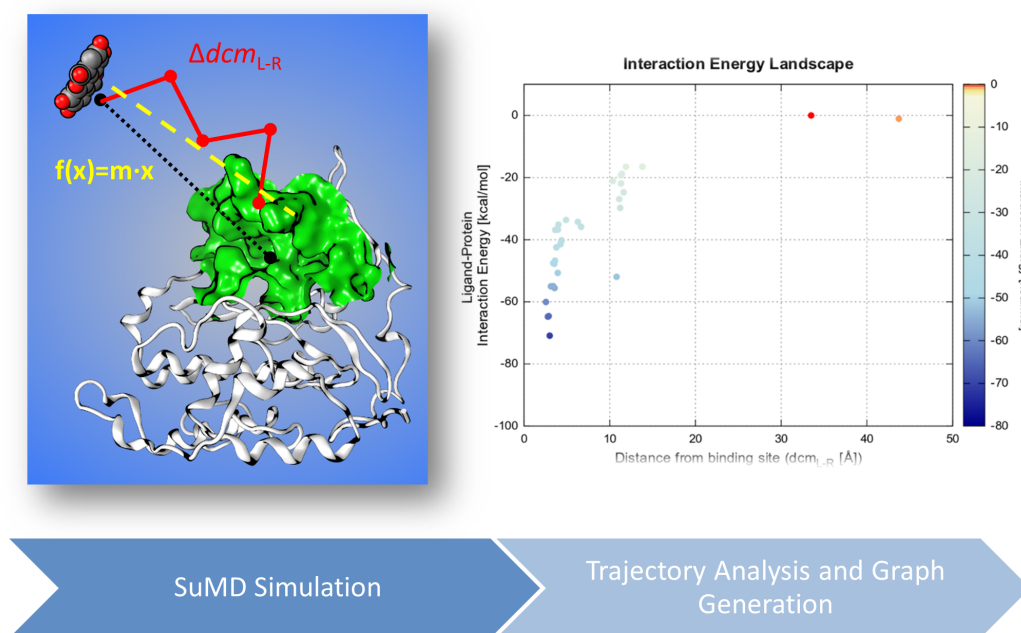 ΔdcmL-R
f(x)=m·x
Interaction Energy Landscape
Ligand-Protein
Interaction Energy [kcal/mol]
0
-20
-40
-60
-80
-100
0
10
20
30
40
50
Distance from binding site (dcmL-R [Å])
0
-10
-20
-30
-40
-50
-60
-70
-80
SuMD Simulation
Trajectory Analysis and Graph
Generation